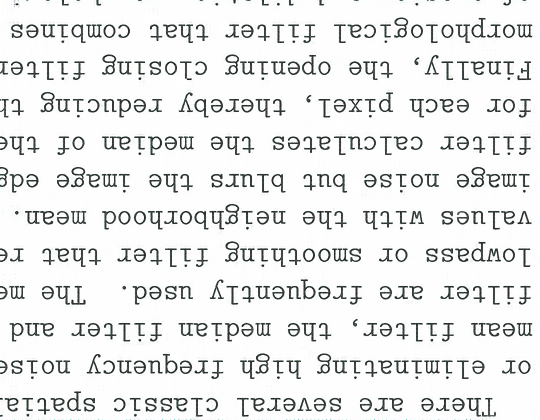 There are several classic spatial
or eliminating high frequency noise
mean filter, the median filter and
filter are frequently used. The me
lowpass or smoothing filter that re
values with the neighborhood mean.
image noise but blurs the image edg
filter calculates the median of the
for each pixel, thereby reducing th
Finally, the opening closing filter
morphological filter that combines